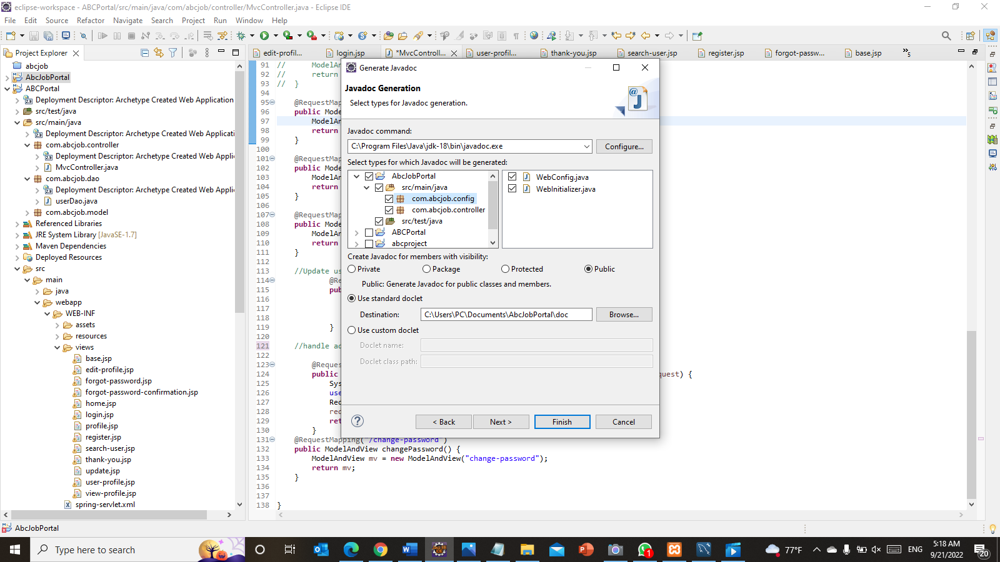 eclipse-workspace - ABCPortal/src/main/java/com/abcjob/controller/MvcController.java - Eclipse IDE
File Edit Source Refactor Navigate Search Project Run Window Help
Project Explorer
edit-profil... login.jsp *MvcControll... user-profil... thank-you.jsp search-user.jsp register.jsp forgot-passw... base.jsp »5
abcjob
AbcJobPortal
ABCPortal
Deployment Descriptor: Archetype Created Web Application
src/test/java
src/main/java
Deployment Descriptor: Archetype Created Web Applicati
com.abcjob.controller
Deployment Descriptor: Archetype Created Web Applic
MvcController.java
com.abcjob.dao
Deployment Descriptor: Archetype Created Web Applic
userDao.java
com.abcjob.model
Referenced Libraries
JRE System Library [JavaSE-1.7]
Maven Dependencies
Deployed Resources
src
main
java
webapp
WEB-INF
assets
resources
views
base.jsp
edit-profile.jsp
forgot-password.jsp
forgot-password-confirmation.jsp
home.jsp
login.jsp
profile.jsp
register.jsp
search-user.jsp
thank-you.jsp
update.jsp
user-profile.jsp
view-profile.jsp
spring-servlet.xml
91 // ModelAn
92 // return
93 // }
94
95 @RequestMap
96 public Mode
97 ModelAn
98 return
99 }
100
101 @RequestMap
102 public Mode
103 ModelAn
104 return
105 }
106
107 @RequestMap
108 public Mode
109 ModelAn
110 return
111 }
112
113 //Update us
114 @Re
115 pub
116
117
118
119 }
120
121 //handle ad
122
123 @Reques
124 public quest) {
125 Sys
126 use
127 Red
128 red
129 ret
130 }
131 @RequestMapping("/change-password")
132 public ModelAndView changePassword() {
133 ModelAndView mv = new ModelAndView("change-password");
134 return mv;
135 }
136
137
138 }
Generate Javadoc
Javadoc Generation
Select types for Javadoc generation.
Javadoc command:
C:\Program Files\Java\jdk-18\bin\javadoc.exe
Configure...
Select types for which Javadoc will be generated:
AbcJobPortal
src/main/java
com.abcjob.config
com.abcjob.controller
src/test/java
ABCPortal
abcproject
WebConfig.java
WebInitializer.java
Create Javadoc for members with visibility:
Private Package Protected Public
Public: Generate Javadoc for public classes and members.
Use standard doclet
Destination: C:\Users\PC\Documents\AbcJobPortal\doc Browse...
Use custom doclet
Doclet name:
Doclet class path:
< Back Next > Finish Cancel
AbcJobPortal
Type here to search
77°F ENG 5:18 AM
9/21/2022
1
20